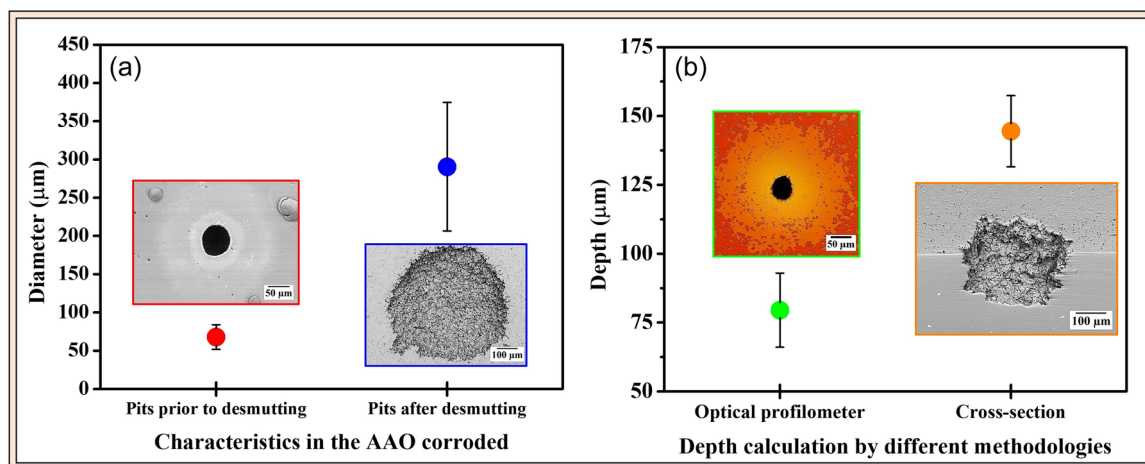 (a)
450
400
350
300
250
200
150
100
50
0
Diameter (μm)
50 μm
100 μm
Pits prior to desmutting
Pits after desmutting
Characteristics in the AAO corroded
(b)
175
150
125
100
75
50
Depth (μm)
50 μm
100 μm
Optical profilometer
Cross-section
Depth calculation by different methodologies